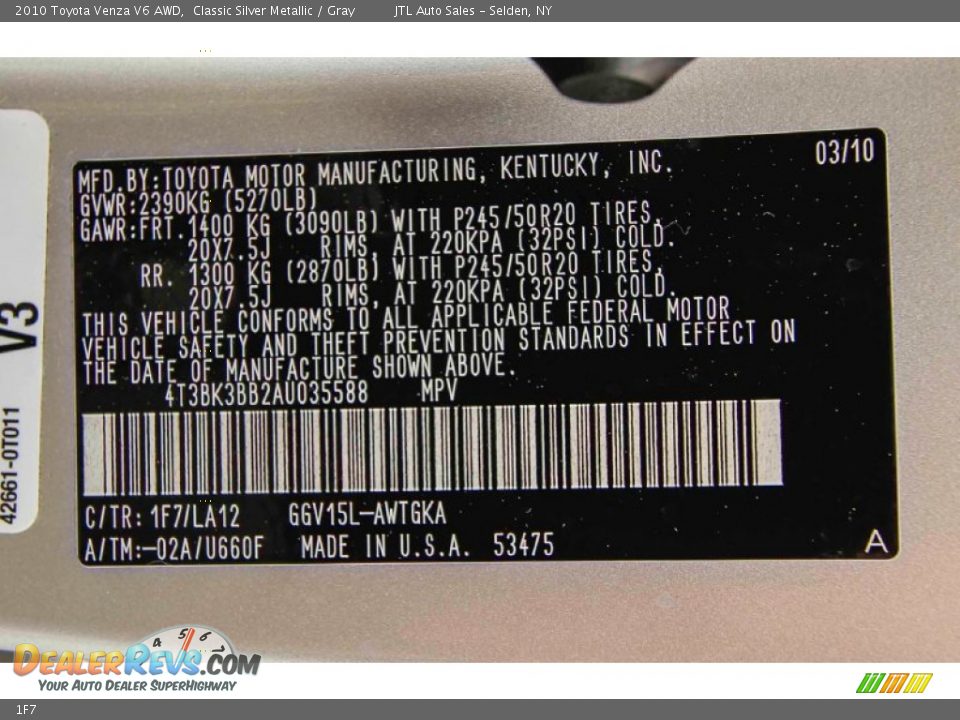 2010 Toyota Venza V6 AWD, Classic Silver Metallic / Gray JTL Auto Sales – Selden, NY
03/10
MFD.BY:TOYOTA MOTOR MANUFACTURING, KENTUCKY, INC.
GVWR:2390KG (5270LB)
GAWR:FRT.1400 KG (3090LB) WITH P245/50R20 TIRES,
20X7.5J RIMS, AT 220KPA (32PSI) COLD.
RR. 1300 KG (2870LB) WITH P245/50R20 TIRES,
20X7.5J RIMS, AT 220KPA (32PSI) COLD.
THIS VEHICLE CONFORMS TO ALL APPLICABLE FEDERAL MOTOR
VEHICLE SAFETY AND THEFT PREVENTION STANDARDS IN EFFECT ON
THE DATE OF MANUFACTURE SHOWN ABOVE.
4T3BK3BB2AU035588 MPV
C/TR:1F7/LA12 GGV15L-AWTGKA
A/TM:-02A/U660F MADE IN U.S.A. 53475
A
V3
42661-0T011
4 5 6 7
DealerRevs.com
Your Auto Dealer SuperHighway
1F7